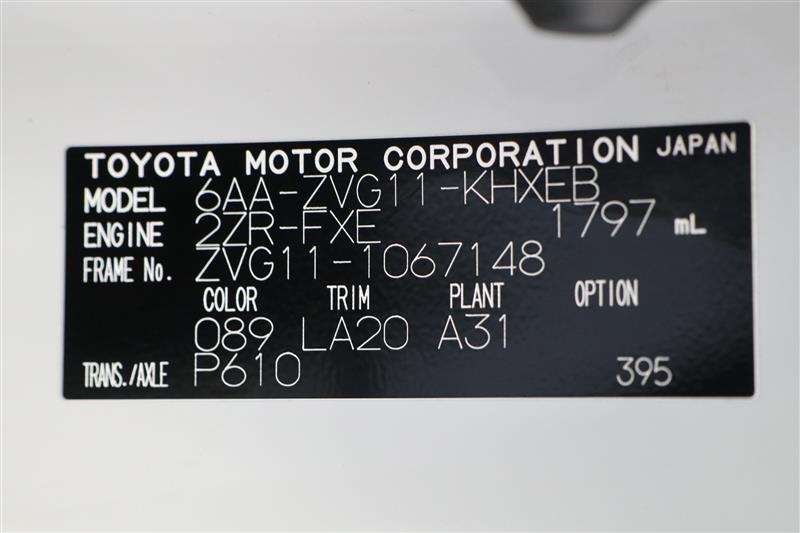 TOYOTA MOTOR CORPORATION JAPAN
MODEL 6AA-ZVG11-KHXEB
ENGINE 2ZR-FXE 1797 mL
FRAME No. ZVG11-1067148
COLOR TRIM PLANT OPTION
089 LA20 A31
TRANS./AXLE P610 395